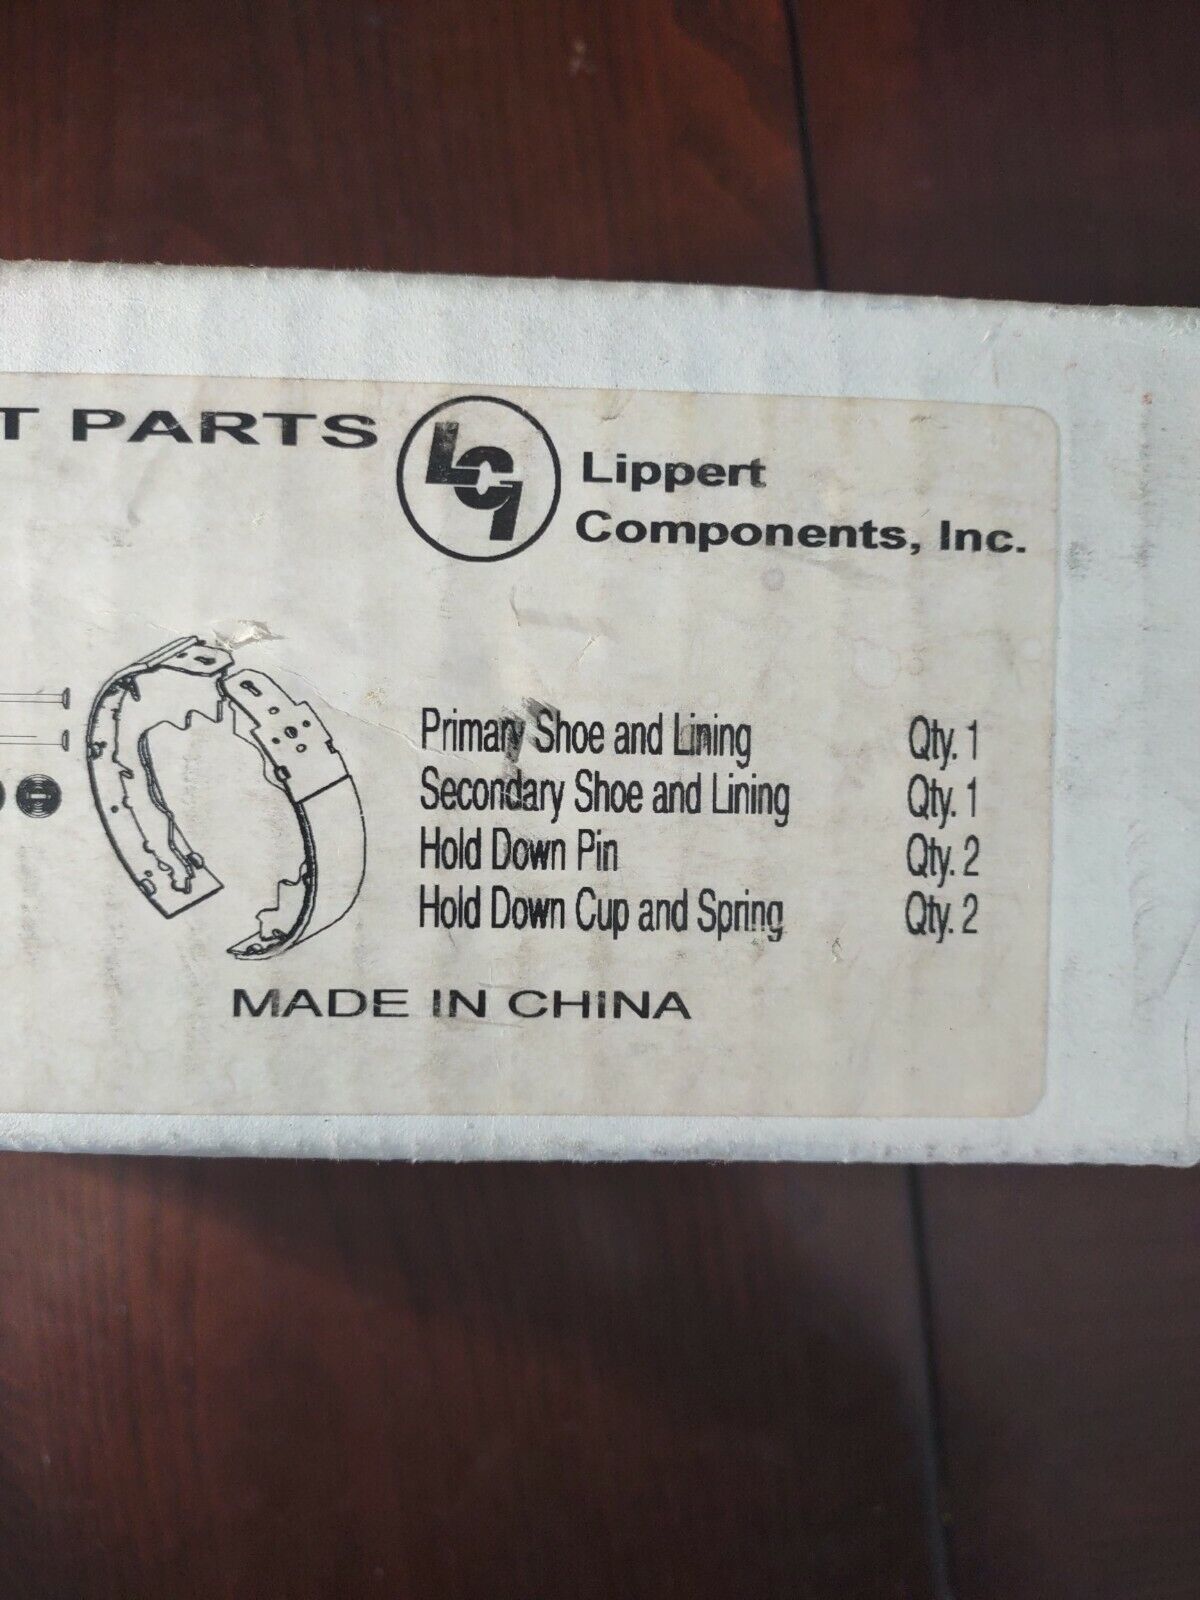 T PARTS
LCI
Lippert
Components, Inc.
Primary Shoe and Lining Qty. 1
Secondary Shoe and Lining Qty. 1
Hold Down Pin Qty. 2
Hold Down Cup and Spring Qty. 2
MADE IN CHINA